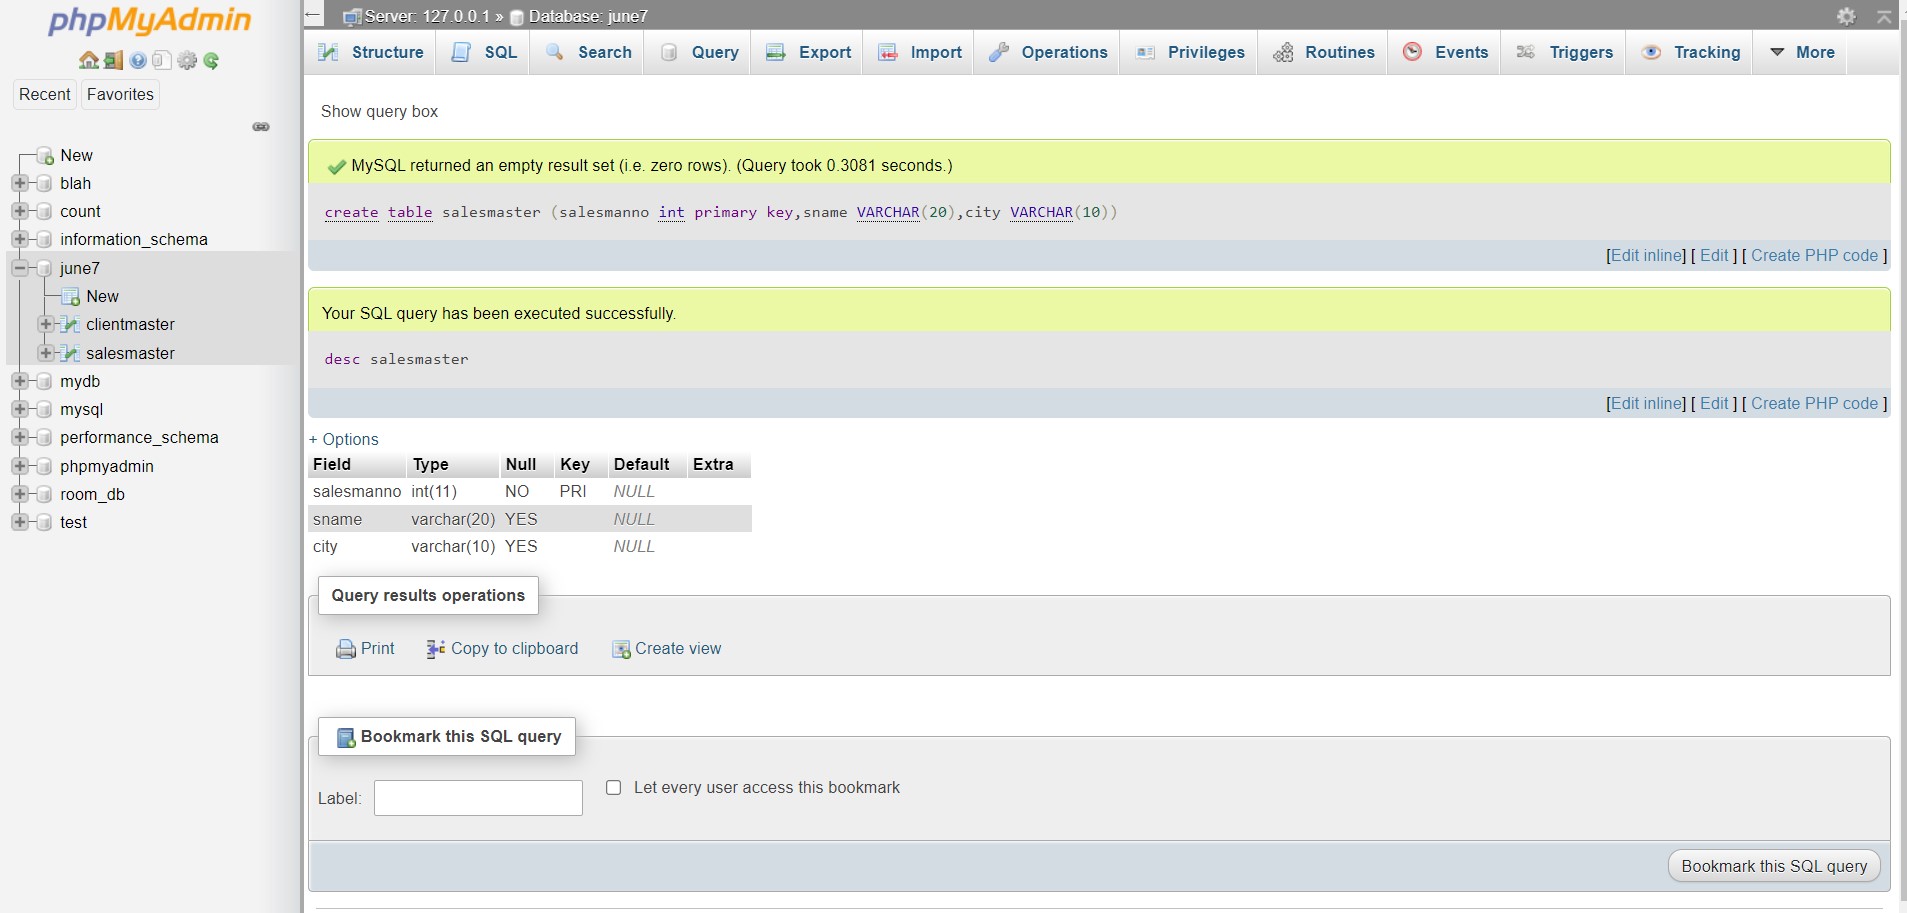 phpMyAdmin
Recent Favorites
New
blah
count
information_schema
june7
New
clientmaster
salesmaster
mydb
mysql
performance_schema
phpmyadmin
room_db
test
Server: 127.0.0.1 » Database: june7
Structure SQL Search Query Export Import Operations Privileges Routines Events Triggers Tracking More
Show query box
MySQL returned an empty result set (i.e. zero rows). (Query took 0.3081 seconds.)
create table salesmaster (salesmanno int primary key,sname VARCHAR(20),city VARCHAR(10))
[Edit inline] [ Edit ] [ Create PHP code ]
Your SQL query has been executed successfully.
desc salesmaster
[Edit inline] [ Edit ] [ Create PHP code ]
+ Options
Field Type Null Key Default Extra
salesmanno int(11) NO PRI NULL
sname varchar(20) YES NULL
city varchar(10) YES NULL
Query results operations
Print Copy to clipboard Create view
Bookmark this SQL query
Label: Let every user access this bookmark
Bookmark this SQL query